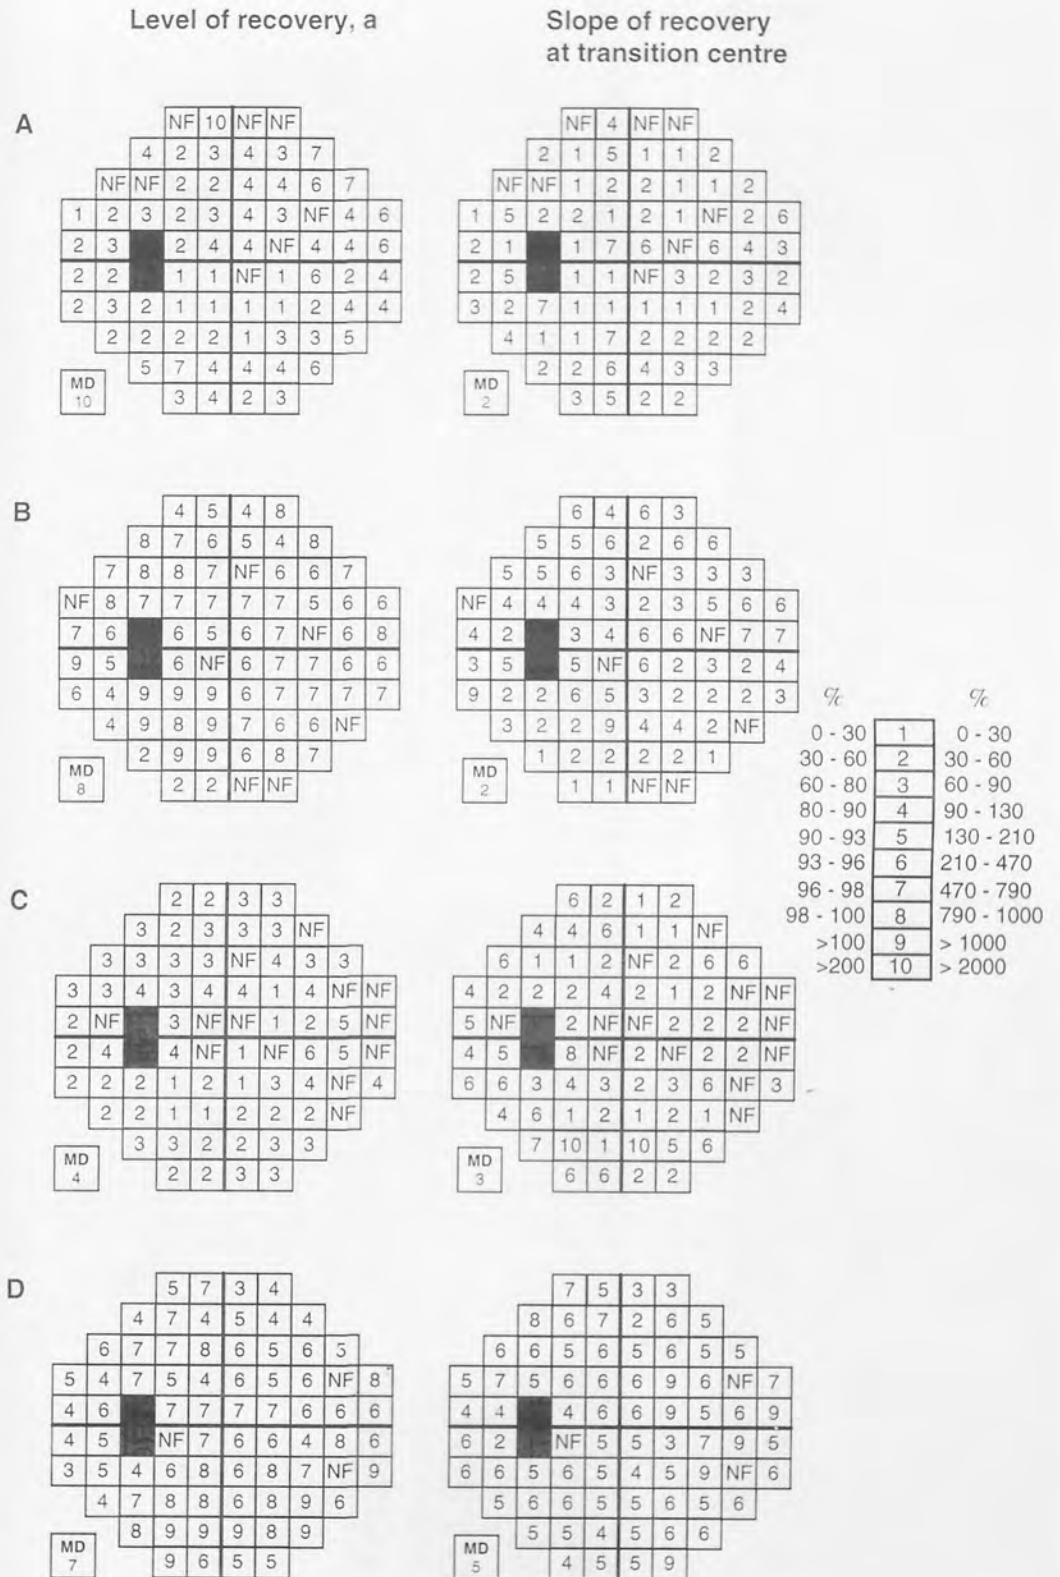 Level of recovery, a Slope of recovery
at transition centre
A
NF 10 NF NF NF 4 NF NF
4 2 3 4 3 7 2 1 5 1 1 2
NF NF 2 2 4 4 6 7 NF NF 1 2 2 1 1 2
1 2 3 2 3 4 3 NF 4 6 1 5 2 2 1 2 1 NF 2 6
2 3 2 4 4 NF 4 4 6 2 1 1 7 6 NF 6 4 3
2 2 1 1 NF 1 6 2 4 2 5 1 1 NF 3 2 3 2
2 3 2 1 1 1 1 2 4 4 3 2 7 1 1 1 1 1 2 4
2 2 2 2 1 3 3 5 4 1 1 7 2 2 2 2
5 7 4 4 4 6 2 2 6 4 3 3
MD 10 3 4 2 3 MD 2 3 5 2 2
B
4 5 4 8 6 4 6 3
8 7 6 5 4 8 5 5 6 2 6 6
7 8 8 7 NF 6 6 7 5 5 6 3 NF 3 3 3
NF 8 7 7 7 7 7 5 6 6 NF 4 4 4 3 2 3 5 6 6
7 6 6 5 6 7 NF 6 8 4 2 3 4 6 6 NF 7 7
9 5 6 NF 6 7 7 6 6 3 5 5 NF 6 2 3 2 4
6 4 9 9 9 6 7 7 7 7 9 2 2 6 5 3 2 2 2 3
4 9 8 9 7 6 6 NF 3 2 2 9 4 4 2 NF
2 9 9 6 8 7 1 2 2 2 2 1
MD 8 2 2 NF NF MD 2 1 1 NF NF
% %
0 - 30 1 0 - 30
30 - 60 2 30 - 60
60 - 80 3 60 - 90
80 - 90 4 90 - 130
90 - 93 5 130 - 210
93 - 96 6 210 - 470
96 - 98 7 470 - 790
98 - 100 8 790 - 1000
>100 9 > 1000
>200 10 > 2000
C
2 2 3 3 6 2 1 2
3 2 3 3 3 NF 4 4 6 1 1 NF
3 3 3 3 NF 4 3 3 6 1 1 2 NF 2 6 6
3 3 4 3 4 4 1 4 NF NF 4 2 2 2 4 2 1 2 NF NF
2 NF 3 NF NF 1 2 5 NF 5 NF 2 NF NF 2 2 2 NF
2 4 4 NF 1 NF 6 5 NF 4 5 8 NF 2 NF 2 2 NF
2 2 2 1 2 1 3 4 NF 4 6 6 3 4 3 2 3 6 NF 3
2 2 1 1 2 2 2 NF 4 6 1 2 1 2 1 NF
3 3 2 2 3 3 7 10 1 10 5 6
MD 4 2 2 3 3 MD 3 6 6 2 2
D
5 7 3 4 7 5 3 3
4 7 4 5 4 4 8 6 7 2 6 5
6 7 7 8 6 5 6 5 6 6 5 6 5 6 5 5
5 4 7 5 4 6 5 6 NF 8 5 7 5 6 6 6 9 6 NF 7
4 6 7 7 7 7 6 6 6 4 4 4 6 6 9 5 6 9
4 5 NF 7 6 6 4 8 6 6 2 NF 5 5 3 7 9 5
3 5 4 6 8 6 8 7 NF 9 6 6 5 6 5 4 5 9 NF 6
4 7 8 8 6 8 9 6 5 6 6 5 5 6 5 6
8 9 9 9 8 9 5 5 4 5 6 6
MD 7 9 6 5 5 MD 5 4 5 5 9